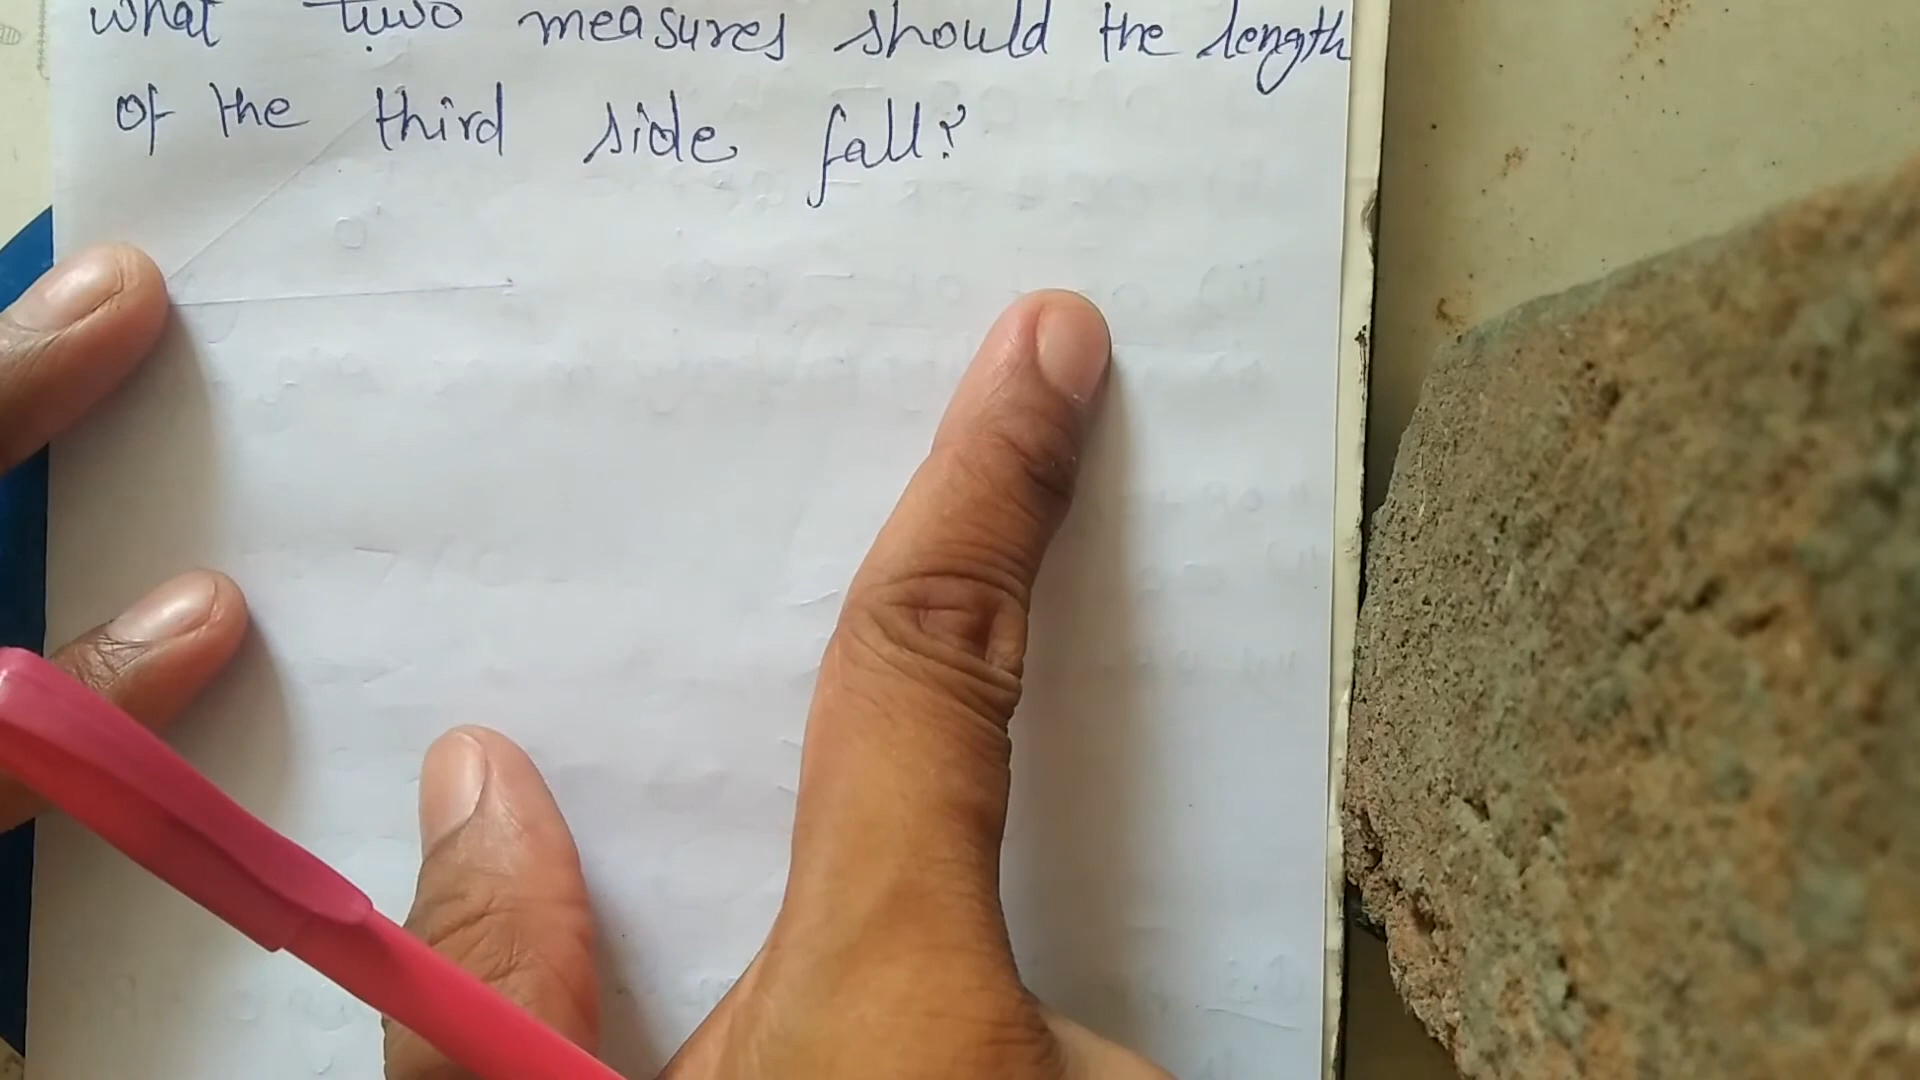 what two measures should the length
of the third side fall?